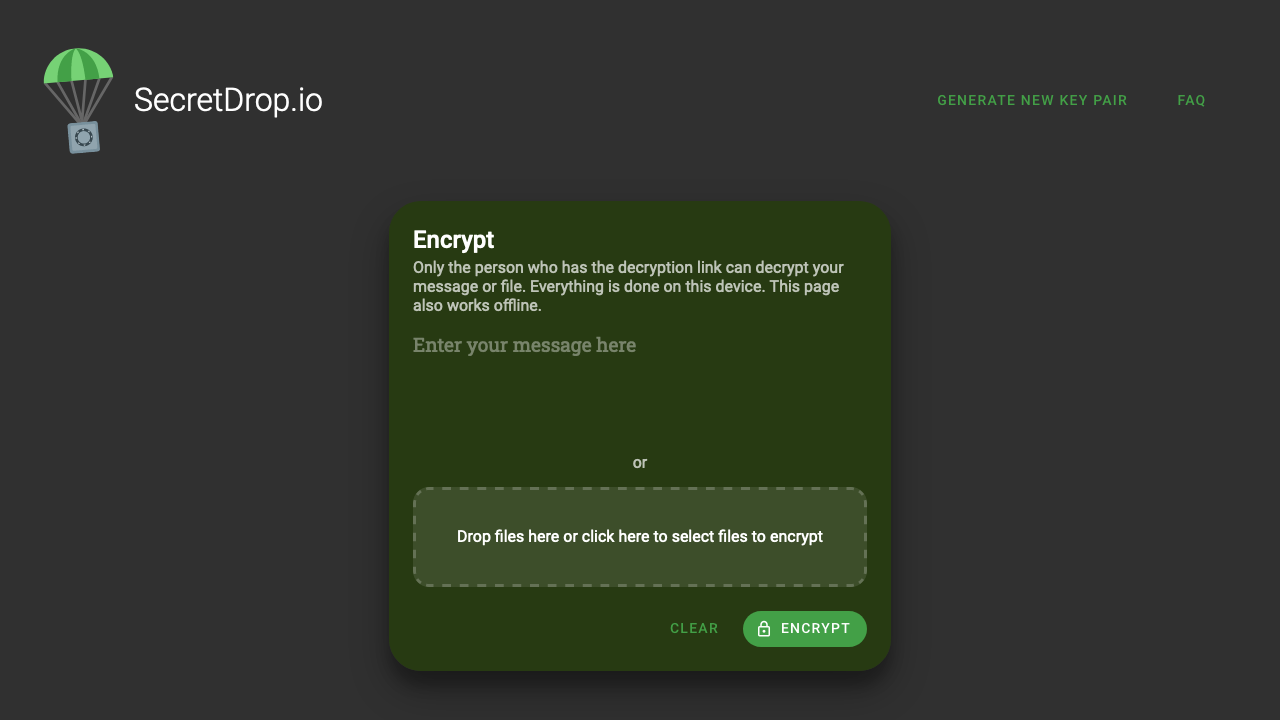 SecretDrop.io
GENERATE NEW KEY PAIR
FAQ
Encrypt
Only the person who has the decryption link can decrypt your
message or file. Everything is done on this device. This page
also works offline.
Enter your message here
or
Drop files here or click here to select files to encrypt
CLEAR
ENCRYPT